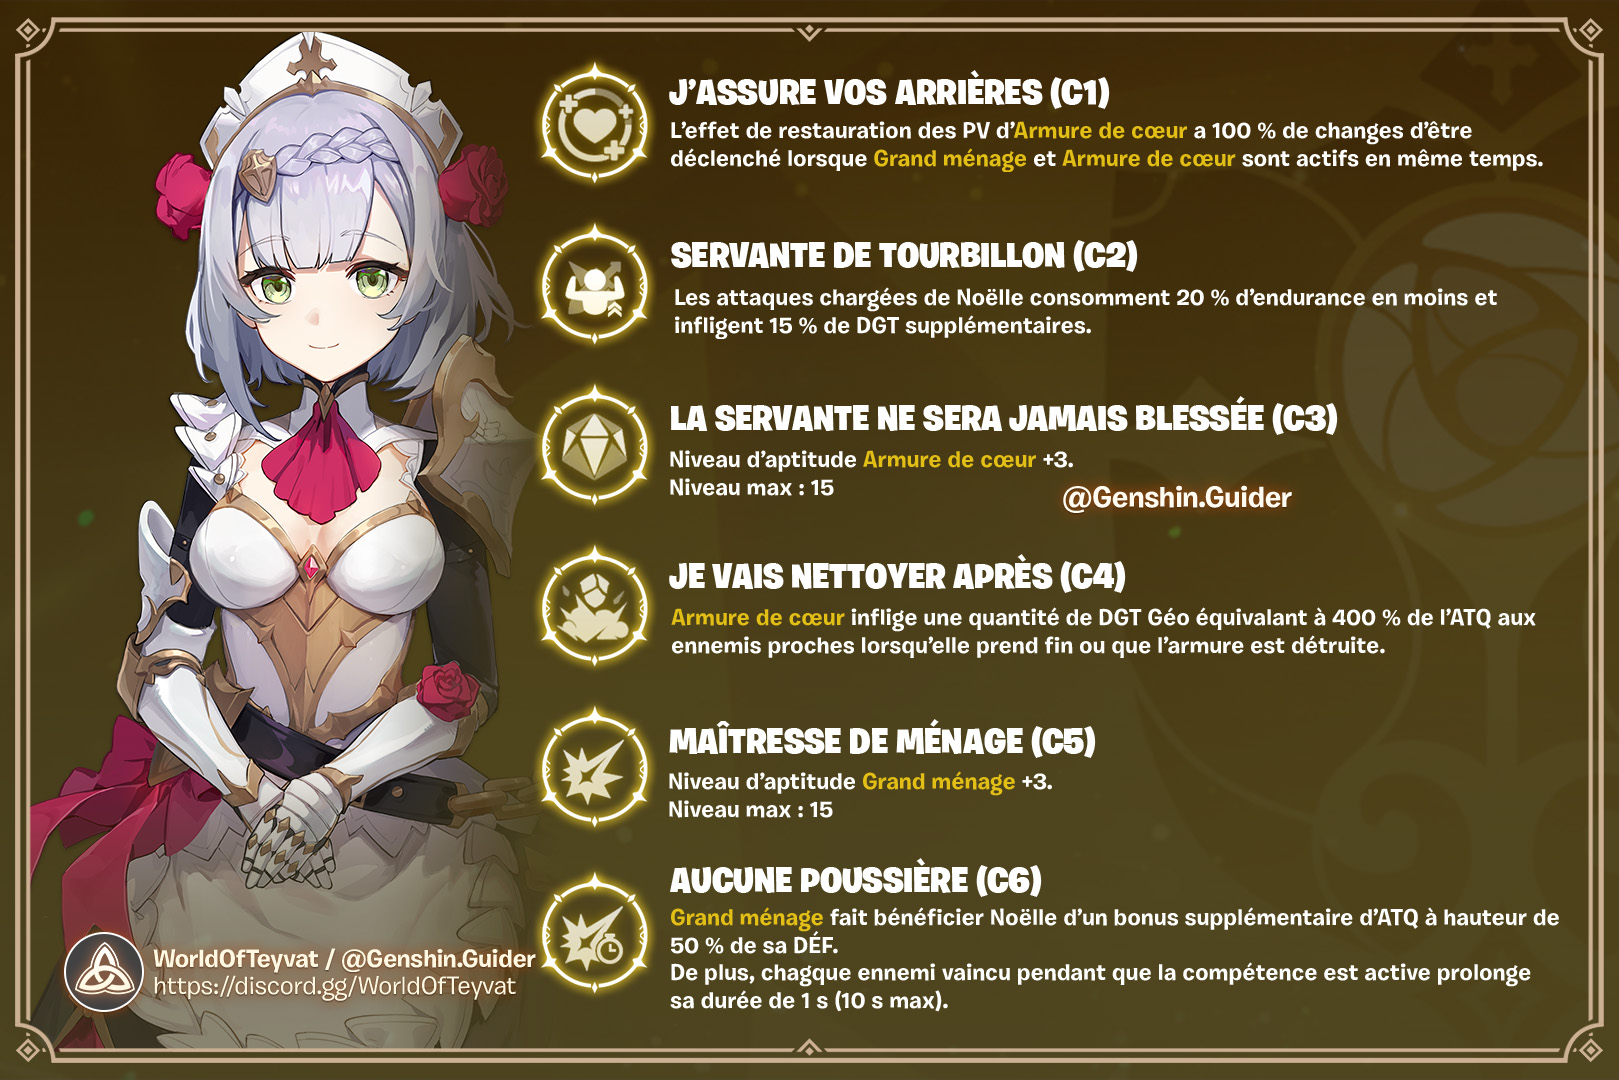 J'ASSURE VOS ARRIÈRES (C1)
L'effet de restauration des PV d'Armure de cœur a 100 % de changes d'être
déclenché lorsque Grand ménage et Armure de cœur sont actifs en même temps.
SERVANTE DE TOURBILLON (C2)
Les attaques chargées de Noëlle consomment 20 % d'endurance en moins et
infligent 15 % de DGT supplémentaires.
LA SERVANTE NE SERA JAMAIS BLESSÉE (C3)
Niveau d'aptitude Armure de cœur +3.
Niveau max : 15
@Genshin.Guider
JE VAIS NETTOYER APRÈS (C4)
Armure de cœur inflige une quantité de DGT Géo équivalant à 400 % de l'ATQ aux
ennemis proches lorsqu'elle prend fin ou que l'armure est détruite.
MAÎTRESSE DE MÉNAGE (C5)
Niveau d'aptitude Grand ménage +3.
Niveau max : 15
AUCUNE POUSSIÈRE (C6)
Grand ménage fait bénéficier Noëlle d'un bonus supplémentaire d'ATQ à hauteur de
50 % de sa DÉF.
De plus, chagque ennemi vaincu pendant que la compétence est active prolonge
sa durée de 1 s (10 s max).
WorldOfTeyvat / @Genshin.Guider
https://discord.gg/WorldOfTeyvat